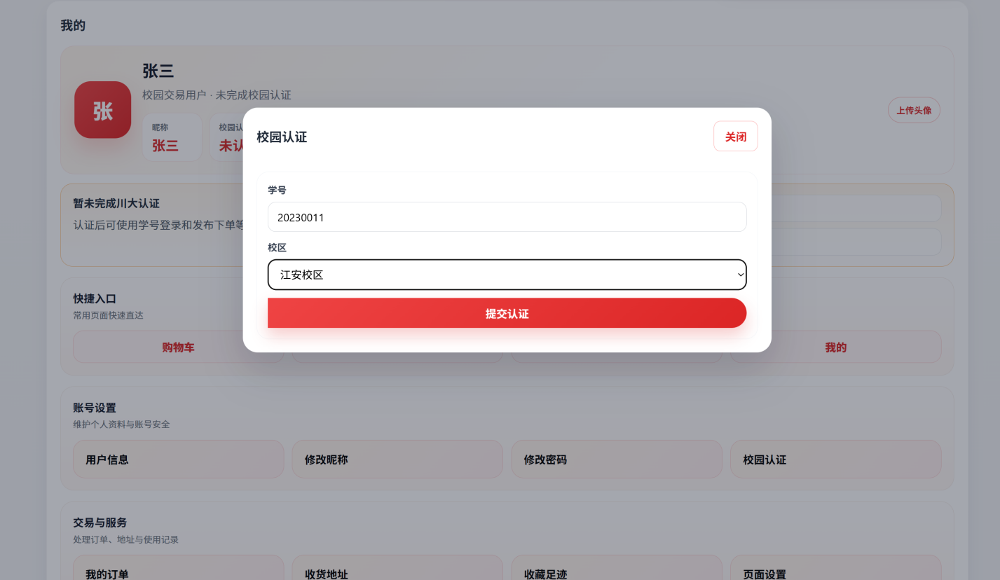 我的
张
张三
校园交易用户 · 未完成校园认证
昵称
张三
校园认
未认
上传头像
校园认证
关闭
学号
20230011
校区
江安校区
提交认证
暂未完成川大认证
认证后可使用学号登录和发布下单等
快捷入口
常用页面快速直达
购物车
我的
账号设置
维护个人资料与账号安全
用户信息
修改昵称
修改密码
校园认证
交易与服务
处理订单、地址与使用记录
我的订单
收货地址
收藏足迹
页面设置